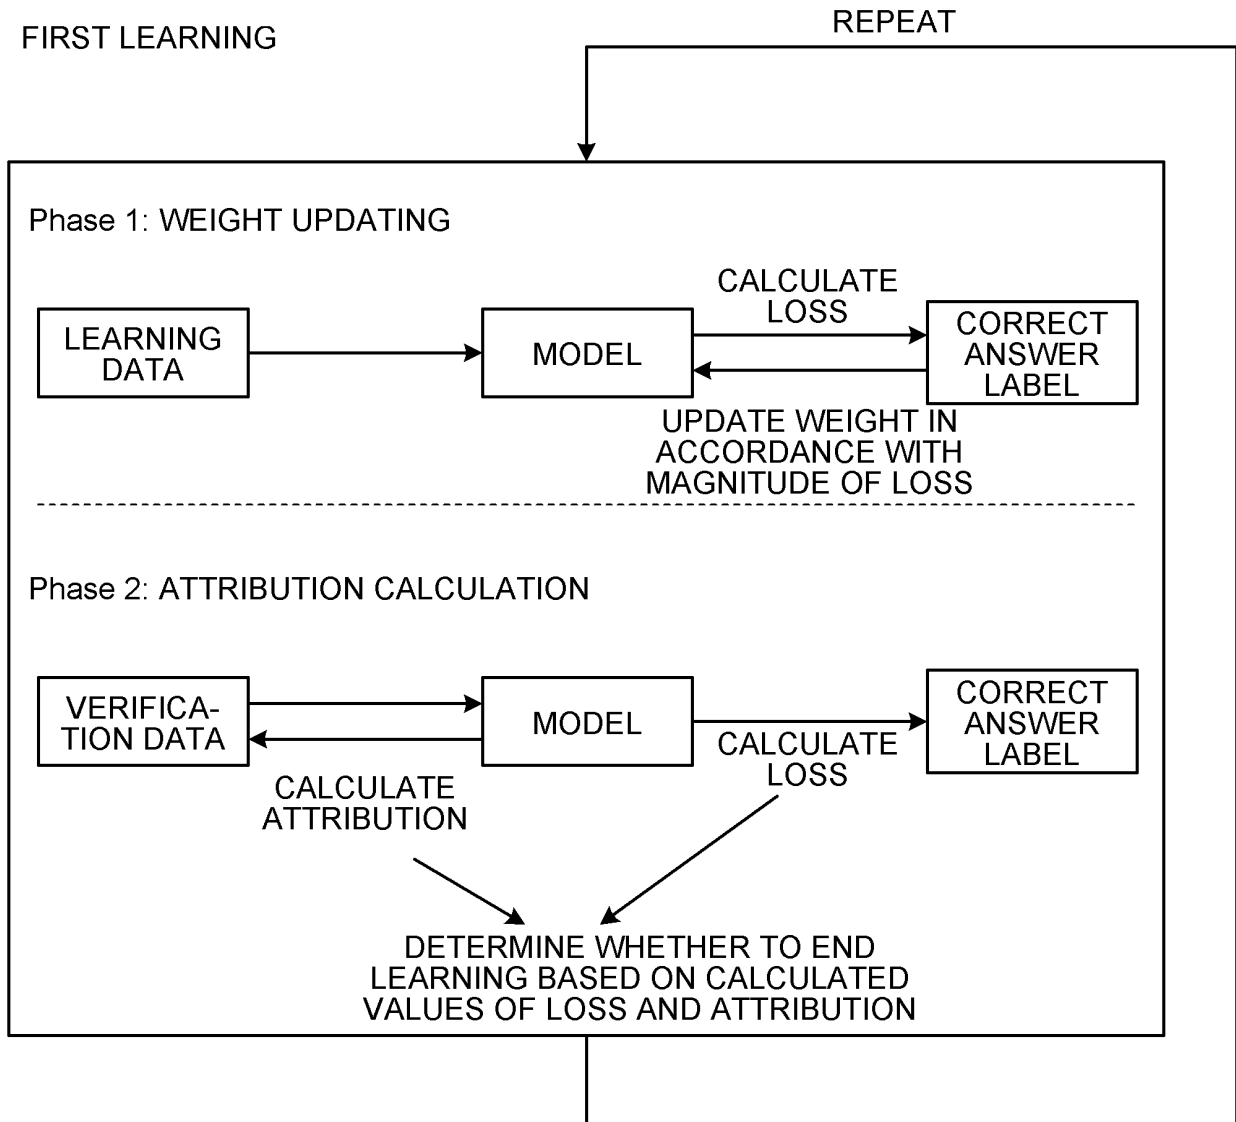 FIRST LEARNING
REPEAT
Phase 1: WEIGHT UPDATING
LEARNING
DATA
MODEL
CALCULATE
LOSS
CORRECT
ANSWER
LABEL
UPDATE WEIGHT IN
ACCORDANCE WITH
MAGNITUDE OF LOSS
Phase 2: ATTRIBUTION CALCULATION
VERIFICA-
TION DATA
MODEL
CORRECT
ANSWER
LABEL
CALCULATE
ATTRIBUTION
CALCULATE
LOSS
DETERMINE WHETHER TO END
LEARNING BASED ON CALCULATED
VALUES OF LOSS AND ATTRIBUTION